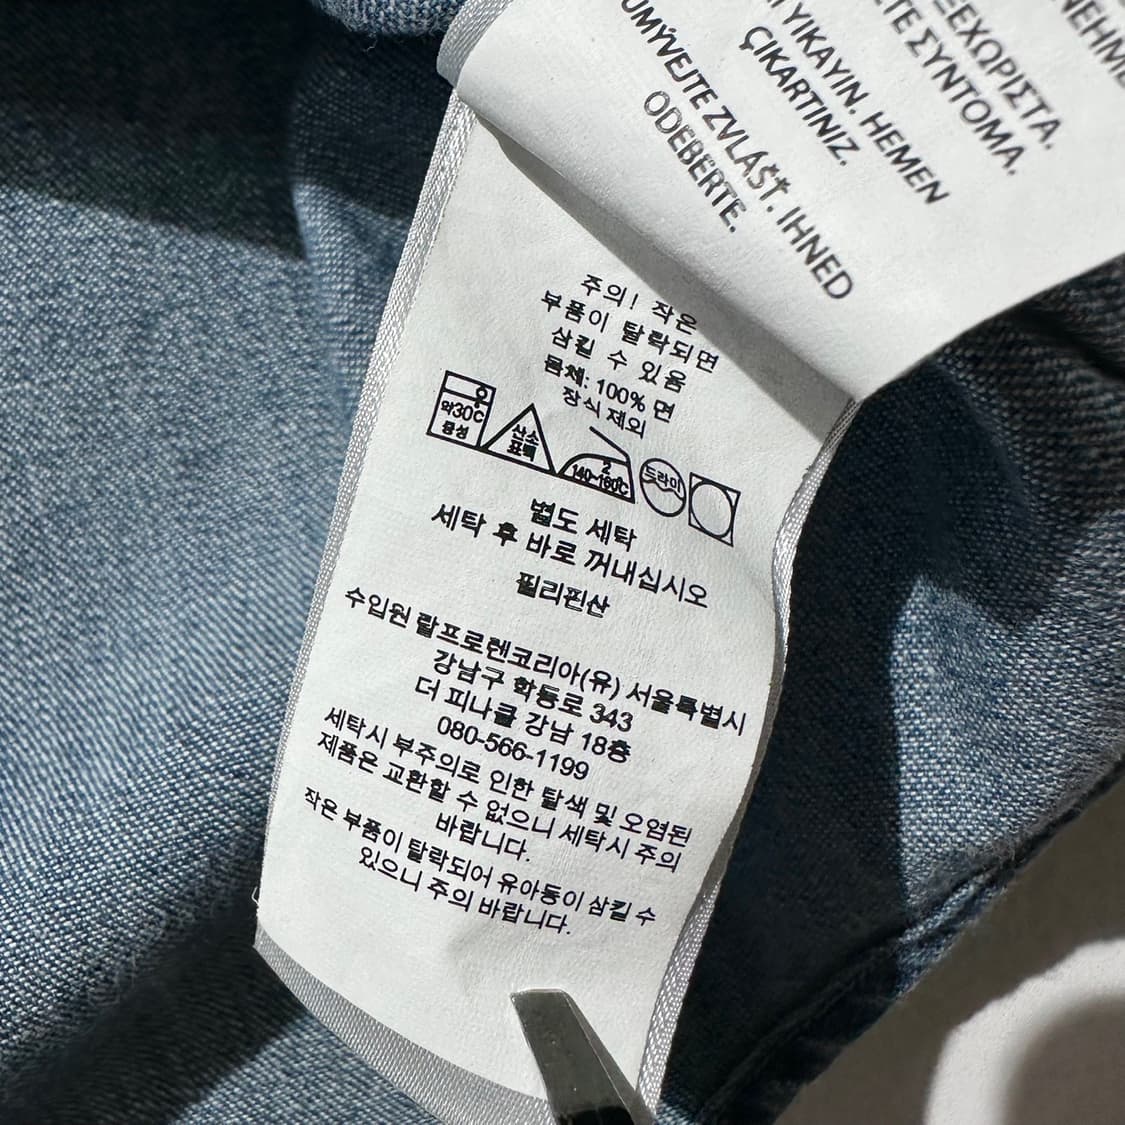 ΞΕΧΩΡΙΣΤΑ.
ΣΥΝΤΟΜΑ.
YIKAYIN. HEMEN
ÇIKARTINIZ.
UMÝVEJTE ZVLÁŠŤ. IHNED
ODEBERTE.
주의! 작은
부품이 탈락되면
삼킬 수 있음
몸체: 100% 면
장식 제외
약30℃
중성
산소
표백
2
140~160℃
드라이
별도 세탁
세탁 후 바로 꺼내십시오
필리핀산
수입원 랄프로렌코리아(유) 서울특별시
강남구 학동로 343
더 피나클 강남 18층
080-566-1199
세탁시 부주의로 인한 탈색 및 오염된
제품은 교환할 수 없으니 세탁시 주의
바랍니다.
작은 부품이 탈락되어 유아동이 삼킬 수
있으니 주의 바랍니다.